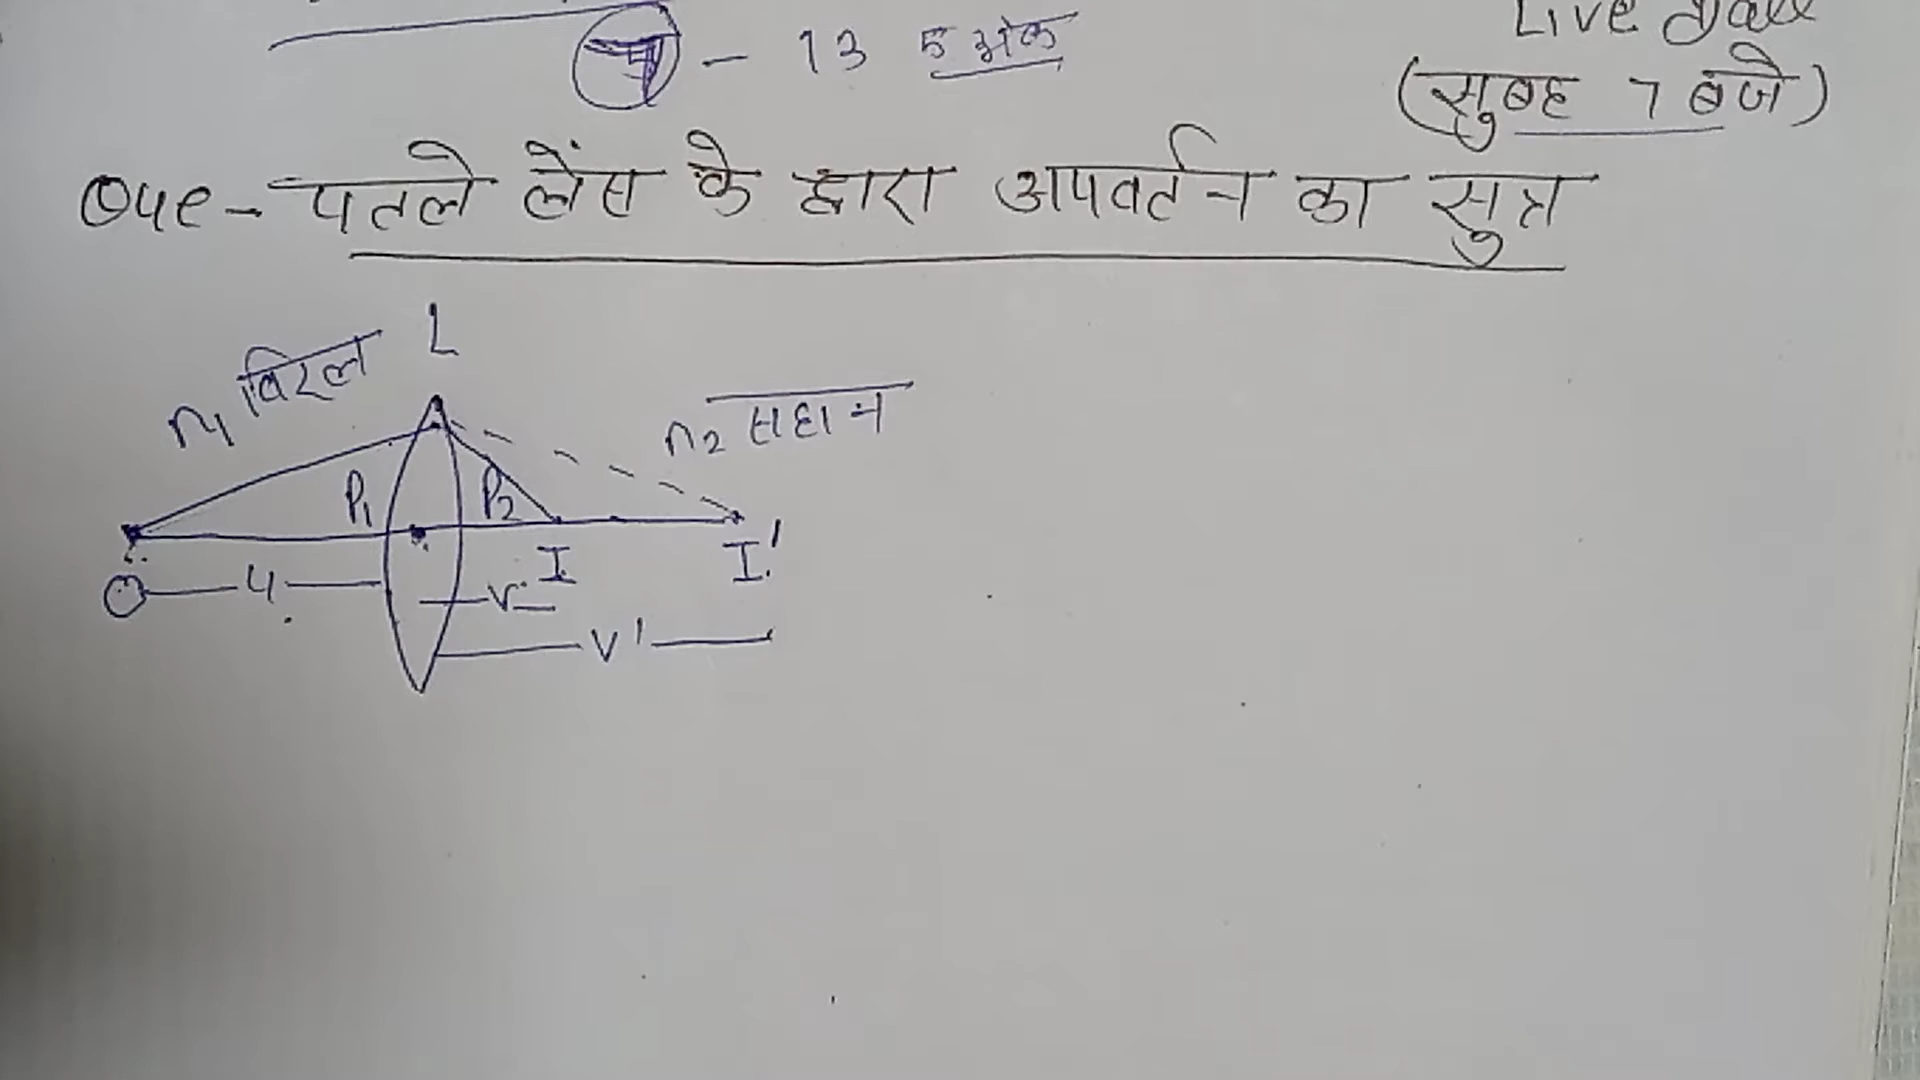 - 13 5 अंक
Live
(सुबह 7 बजे)
Que- पतले लेंस के द्वारा अपवर्तन का सुत्र
L
n1 विरल
n2 सघन
P1 P2
I I'
O u v
v'